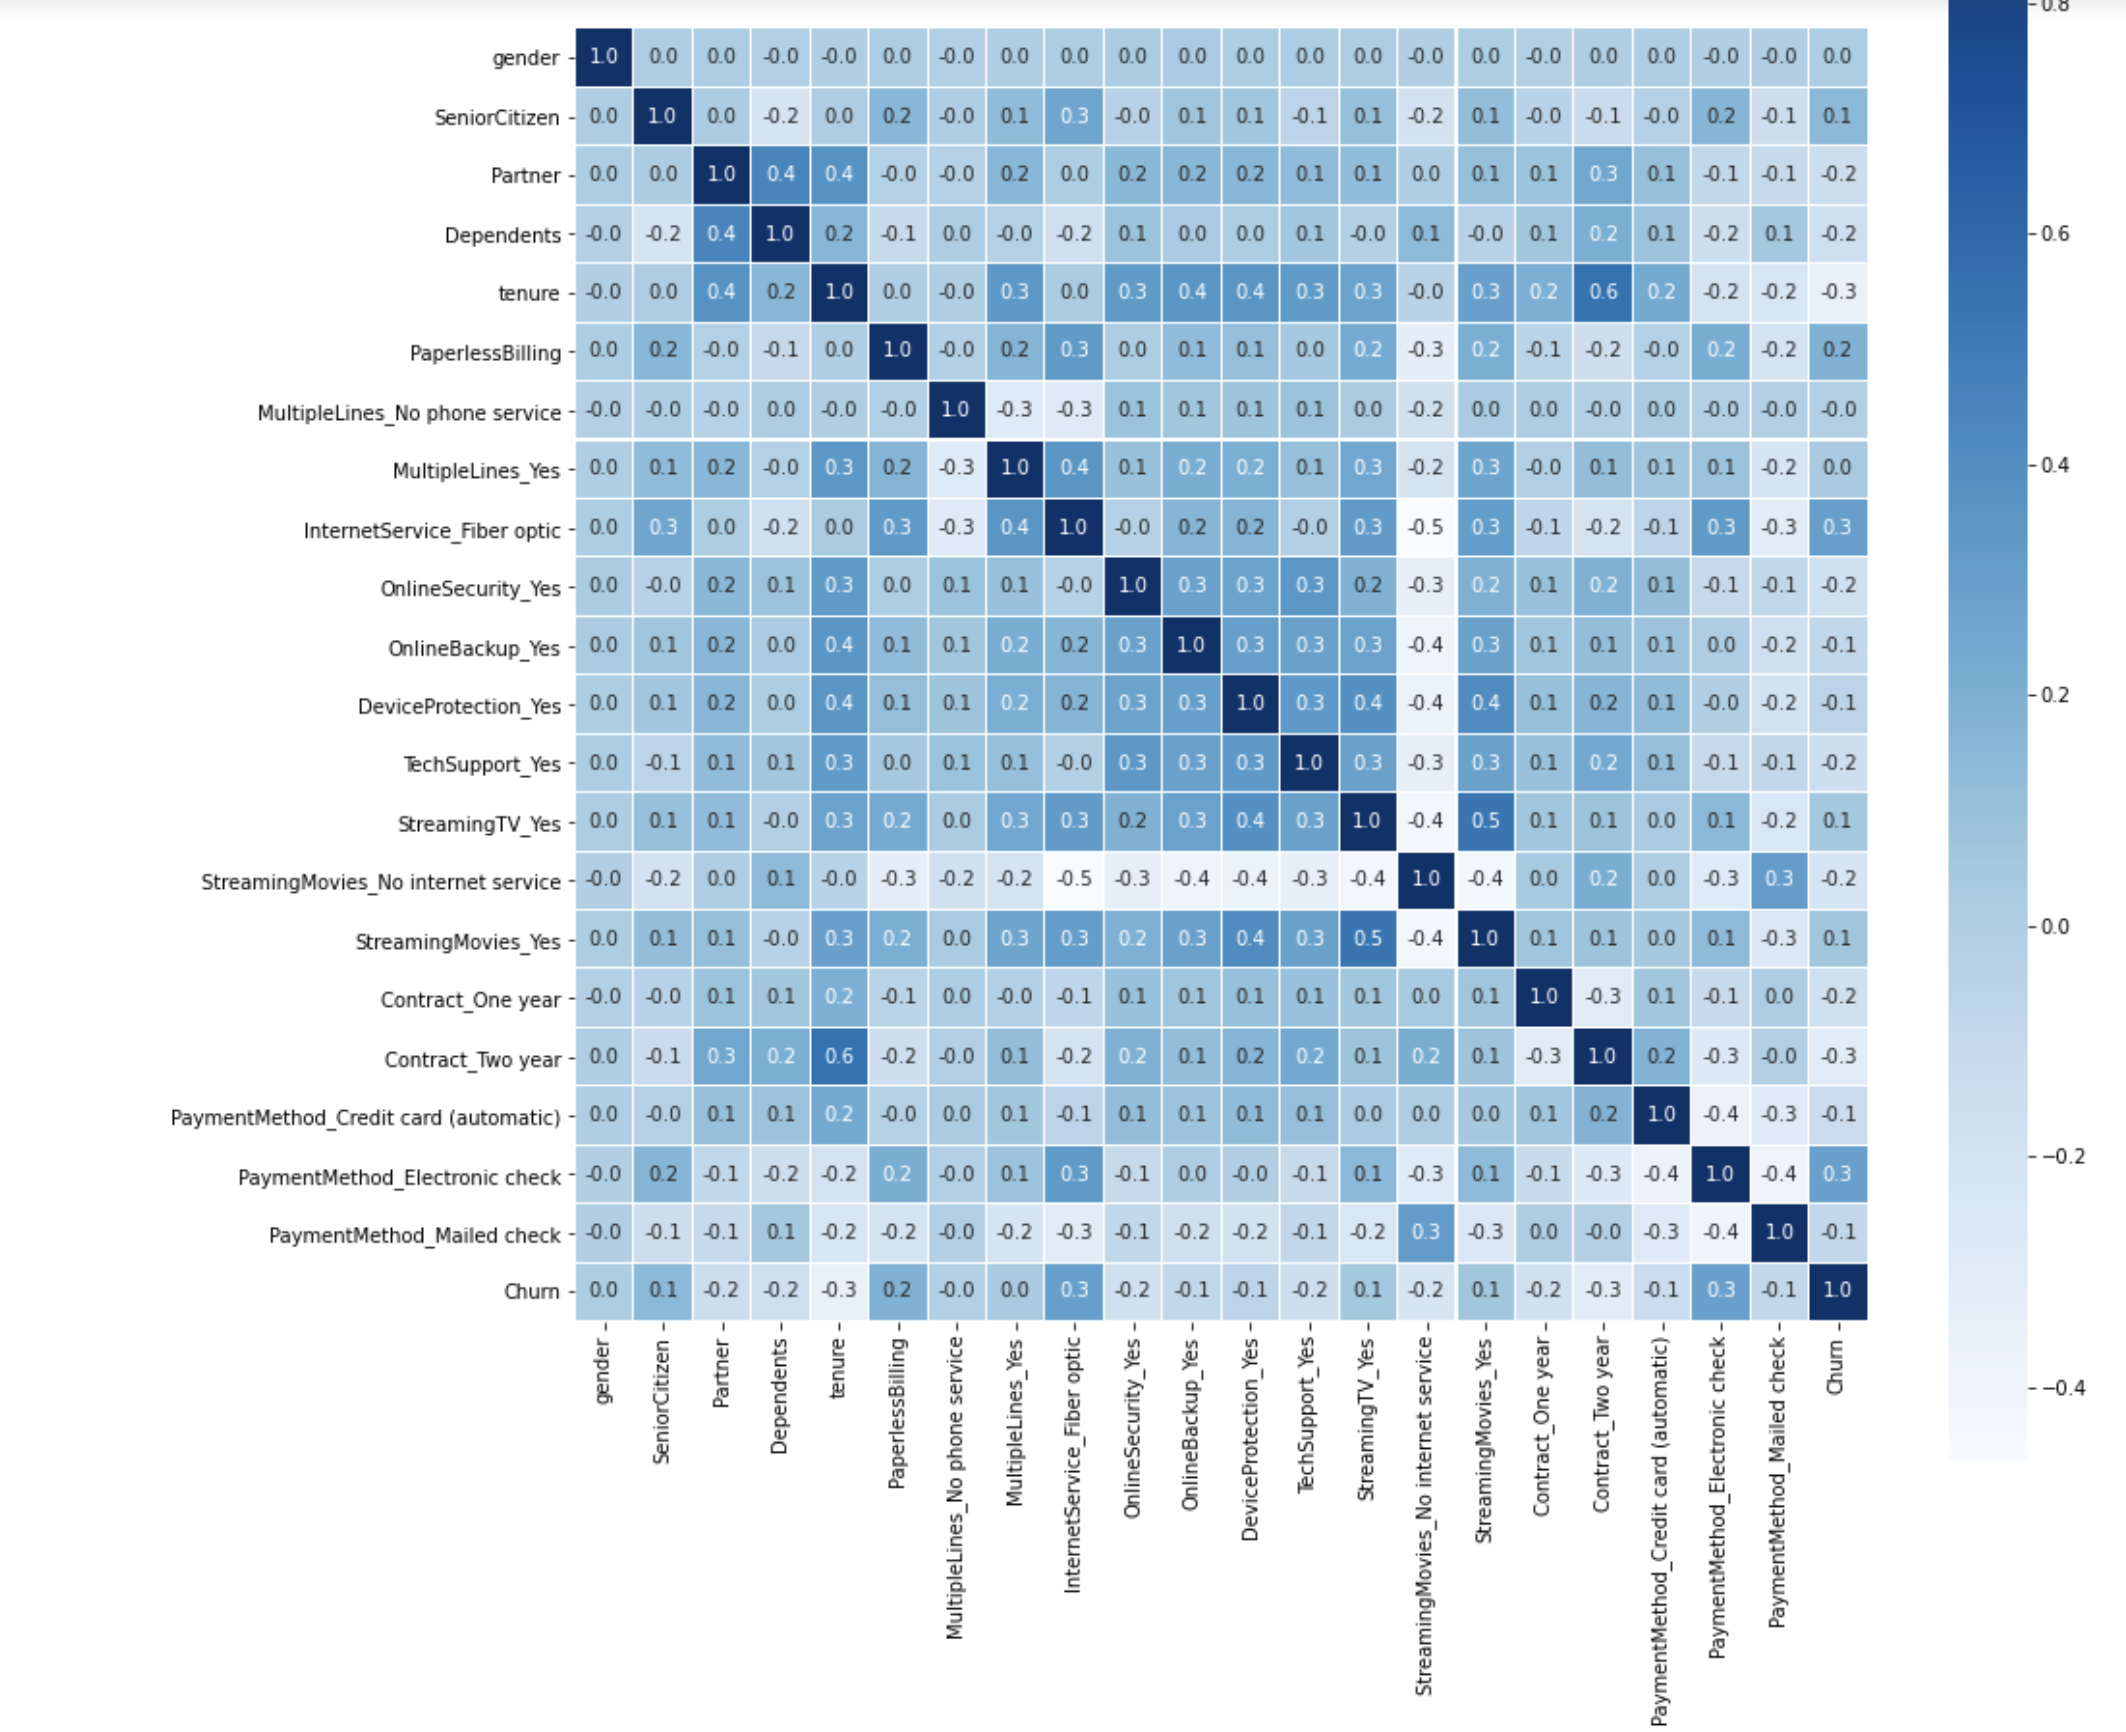 0.8
gender 1.0 0.0 0.0 -0.0 -0.0 0.0 -0.0 0.0 0.0 0.0 0.0 0.0 0.0 0.0 -0.0 0.0 -0.0 0.0 0.0 -0.0 -0.0 0.0
SeniorCitizen 0.0 1.0 0.0 -0.2 0.0 0.2 -0.0 0.1 0.3 -0.0 0.1 0.1 -0.1 0.1 -0.2 0.1 -0.0 -0.1 -0.0 0.2 -0.1 0.1
Partner 0.0 0.0 1.0 0.4 0.4 -0.0 -0.0 0.2 0.0 0.2 0.2 0.2 0.1 0.1 0.0 0.1 0.1 0.3 0.1 -0.1 -0.1 -0.2
Dependents -0.0 -0.2 0.4 1.0 0.2 -0.1 0.0 -0.0 -0.2 0.1 0.0 0.0 0.1 -0.0 0.1 -0.0 0.1 0.2 0.1 -0.2 0.1 -0.2
0.6
tenure -0.0 0.0 0.4 0.2 1.0 0.0 -0.0 0.3 0.0 0.3 0.4 0.4 0.3 0.3 -0.0 0.3 0.2 0.6 0.2 -0.2 -0.2 -0.3
PaperlessBilling 0.0 0.2 -0.0 -0.1 0.0 1.0 -0.0 0.2 0.3 0.0 0.1 0.1 0.0 0.2 -0.3 0.2 -0.1 -0.2 -0.0 0.2 -0.2 0.2
MultipleLines_No phone service -0.0 -0.0 -0.0 0.0 -0.0 -0.0 1.0 -0.3 -0.3 0.1 0.1 0.1 0.1 0.0 -0.2 0.0 0.0 -0.0 0.0 -0.0 -0.0 -0.0
MultipleLines_Yes 0.0 0.1 0.2 -0.0 0.3 0.2 -0.3 1.0 0.4 0.1 0.2 0.2 0.1 0.3 -0.2 0.3 -0.0 0.1 0.1 0.1 -0.2 0.0
0.4
InternetService_Fiber optic 0.0 0.3 0.0 -0.2 0.0 0.3 -0.3 0.4 1.0 -0.0 0.2 0.2 -0.0 0.3 -0.5 0.3 -0.1 -0.2 -0.1 0.3 -0.3 0.3
OnlineSecurity_Yes 0.0 -0.0 0.2 0.1 0.3 0.0 0.1 0.1 -0.0 1.0 0.3 0.3 0.3 0.2 -0.3 0.2 0.1 0.2 0.1 -0.1 -0.1 -0.2
OnlineBackup_Yes 0.0 0.1 0.2 0.0 0.4 0.1 0.1 0.2 0.2 0.3 1.0 0.3 0.3 0.3 -0.4 0.3 0.1 0.1 0.1 0.0 -0.2 -0.1
DeviceProtection_Yes 0.0 0.1 0.2 0.0 0.4 0.1 0.1 0.2 0.2 0.3 0.3 1.0 0.3 0.4 -0.4 0.4 0.1 0.2 0.1 -0.0 -0.2 -0.1
0.2
TechSupport_Yes 0.0 -0.1 0.1 0.1 0.3 0.0 0.1 0.1 -0.0 0.3 0.3 0.3 1.0 0.3 -0.3 0.3 0.1 0.2 0.1 -0.1 -0.1 -0.2
StreamingTV_Yes 0.0 0.1 0.1 -0.0 0.3 0.2 0.0 0.3 0.3 0.2 0.3 0.4 0.3 1.0 -0.4 0.5 0.1 0.1 0.0 0.1 -0.2 0.1
StreamingMovies_No internet service -0.0 -0.2 0.0 0.1 -0.0 -0.3 -0.2 -0.2 -0.5 -0.3 -0.4 -0.4 -0.3 -0.4 1.0 -0.4 0.0 0.2 0.0 -0.3 0.3 -0.2
StreamingMovies_Yes 0.0 0.1 0.1 -0.0 0.3 0.2 0.0 0.3 0.3 0.2 0.3 0.4 0.3 0.5 -0.4 1.0 0.1 0.1 0.0 0.1 -0.3 0.1
0.0
Contract_One year -0.0 -0.0 0.1 0.1 0.2 -0.1 0.0 -0.0 -0.1 0.1 0.1 0.1 0.1 0.1 0.0 0.1 1.0 -0.3 0.1 -0.1 0.0 -0.2
Contract_Two year 0.0 -0.1 0.3 0.2 0.6 -0.2 -0.0 0.1 -0.2 0.2 0.1 0.2 0.2 0.1 0.2 0.1 -0.3 1.0 0.2 -0.3 -0.0 -0.3
PaymentMethod_Credit card (automatic) 0.0 -0.0 0.1 0.1 0.2 -0.0 0.0 0.1 -0.1 0.1 0.1 0.1 0.1 0.0 0.0 0.0 0.1 0.2 1.0 -0.4 -0.3 -0.1
PaymentMethod_Electronic check -0.0 0.2 -0.1 -0.2 -0.2 0.2 -0.0 0.1 0.3 -0.1 0.0 -0.0 -0.1 0.1 -0.3 0.1 -0.1 -0.3 -0.4 1.0 -0.4 0.3
−0.2
PaymentMethod_Mailed check -0.0 -0.1 -0.1 0.1 -0.2 -0.2 -0.0 -0.2 -0.3 -0.1 -0.2 -0.2 -0.1 -0.2 0.3 -0.3 0.0 -0.0 -0.3 -0.4 1.0 -0.1
Churn 0.0 0.1 -0.2 -0.2 -0.3 0.2 -0.0 0.0 0.3 -0.2 -0.1 -0.1 -0.2 0.1 -0.2 0.1 -0.2 -0.3 -0.1 0.3 -0.1 1.0
−0.4
gender
SeniorCitizen
Partner
Dependents
tenure
PaperlessBilling
MultipleLines_No phone service
MultipleLines_Yes
InternetService_Fiber optic
OnlineSecurity_Yes
OnlineBackup_Yes
DeviceProtection_Yes
TechSupport_Yes
StreamingTV_Yes
StreamingMovies_No internet service
StreamingMovies_Yes
Contract_One year
Contract_Two year
PaymentMethod_Credit card (automatic)
PaymentMethod_Electronic check
PaymentMethod_Mailed check
Churn